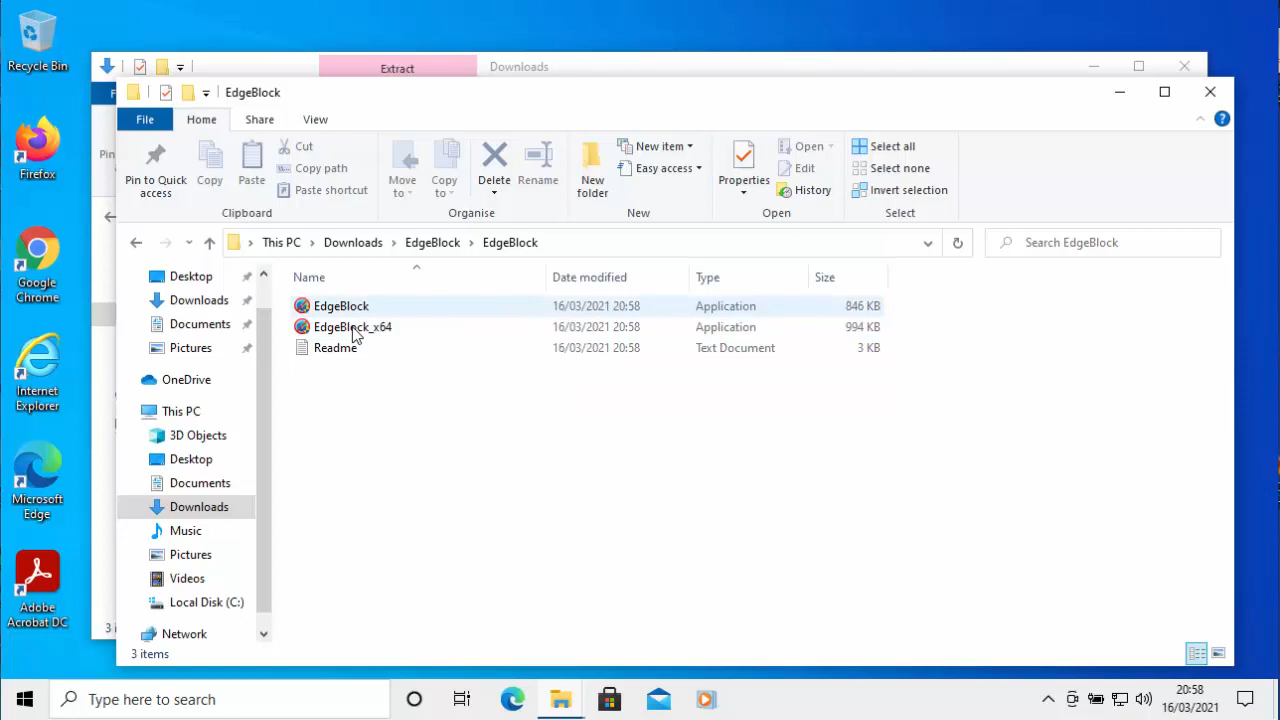 Recycle Bin
Firefox
Google
Chrome
Internet
Explorer
Microsoft
Edge
Adobe
Acrobat DC
Extract
Downloads
EdgeBlock
File
Home
Share
View
Pin to Quick
access
Copy
Paste
Cut
Copy path
Paste shortcut
Clipboard
Move
to
Copy
to
Delete
Rename
Organise
New
folder
New item
Easy access
New
Properties
Open
Edit
History
Open
Select all
Select none
Invert selection
Select
This PC > Downloads > EdgeBlock > EdgeBlock
Search EdgeBlock
Name Date modified Type Size
EdgeBlock 16/03/2021 20:58 Application 846 KB
EdgeBlock_x64 16/03/2021 20:58 Application 994 KB
Readme 16/03/2021 20:58 Text Document 3 KB
Desktop
Downloads
Documents
Pictures
OneDrive
This PC
3D Objects
Desktop
Documents
Downloads
Music
Pictures
Videos
Local Disk (C:)
Network
3 items
Type here to search
20:58
16/03/2021